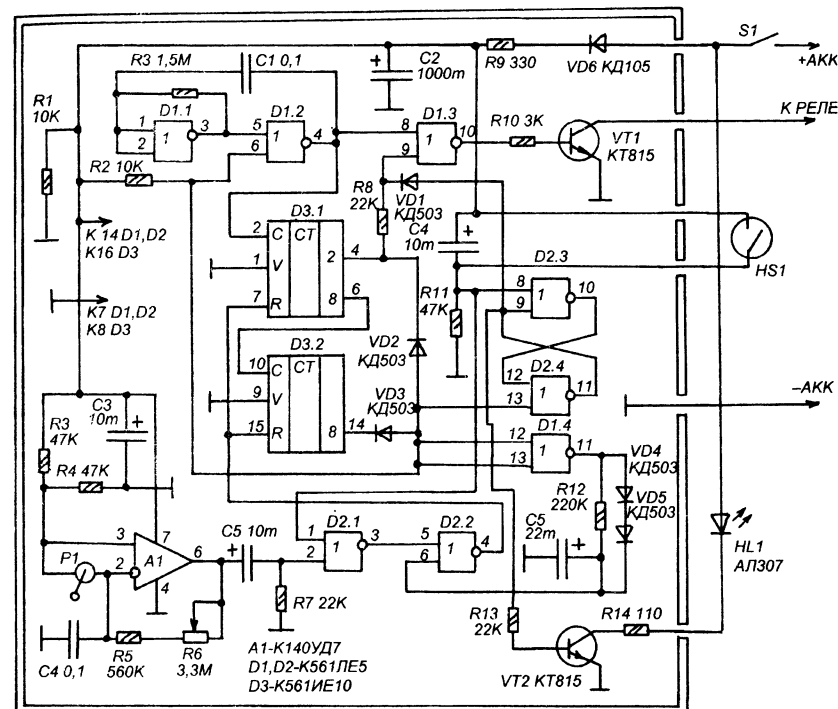 S1
+АКК
R9 330
VD6 КД105
C2
1000m
R3 1,5M
C1 0,1
К РЕЛЕ
R1
10K
D1.1
1
2
1
3
D1.2
5
6
1
4
D1.3
8
9
1
10
R10 3K
VT1
КТ815
R2 10K
R8
22K
VD1
КД503
C4
10m
К 14 D1,D2
К16 D3
D3.1
2
C
CT
2
4
1
V
7
R
8
6
D2.3
8
9
1
10
HS1
К7 D1,D2
К8 D3
R11
47K
VD2
КД503
D3.2
10
C
CT
9
V
15
R
8
14
VD3
КД503
D2.4
12
13
1
11
–АКК
R3
47K
C3
10m
R4 47K
D1.4
12
13
1
11
VD4
КД503
VD5
КД503
R12
220K
C5
22m
P1
3
2
A1
7
6
4
C5 10m
D2.1
1
2
1
3
D2.2
5
6
1
4
HL1
АЛ307
R7 22K
R13
22K
R14 110
C4 0,1
R5
560K
R6
3,3M
A1-К140УД7
D1,D2-К561ЛЕ5
D3-К561ИЕ10
VT2 КТ815